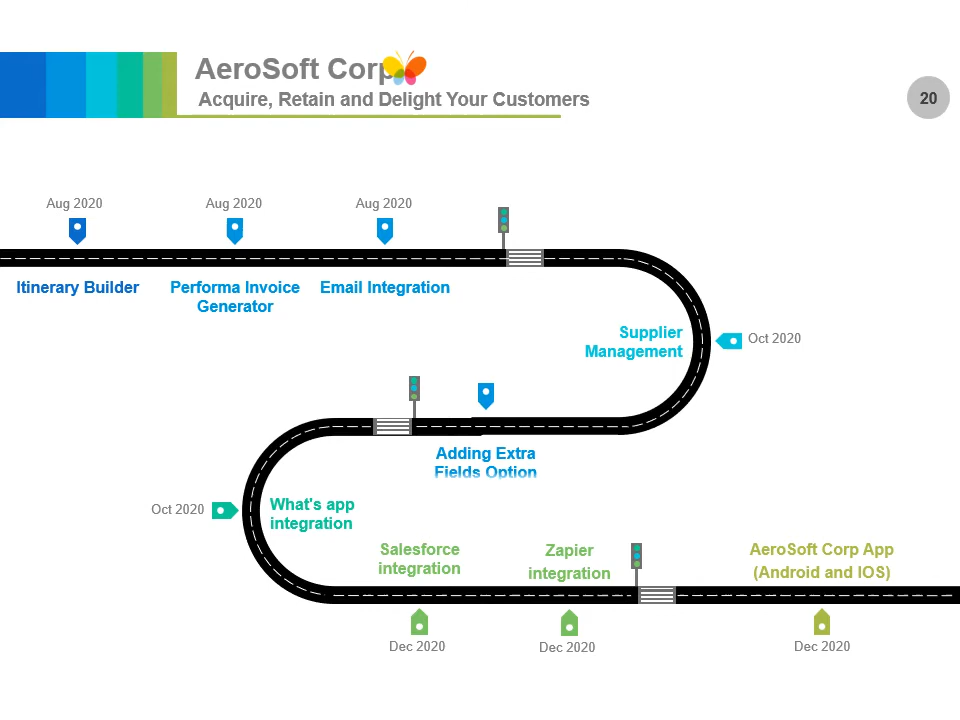 AeroSoft Corp
Acquire, Retain and Delight Your Customers
20
Aug 2020
Aug 2020
Aug 2020
Itinerary Builder
Performa Invoice
Generator
Email Integration
Supplier
Management
Oct 2020
Adding Extra
Fields Option
Oct 2020
What's app
integration
Salesforce
integration
Zapier
integration
AeroSoft Corp App
(Android and IOS)
Dec 2020
Dec 2020
Dec 2020